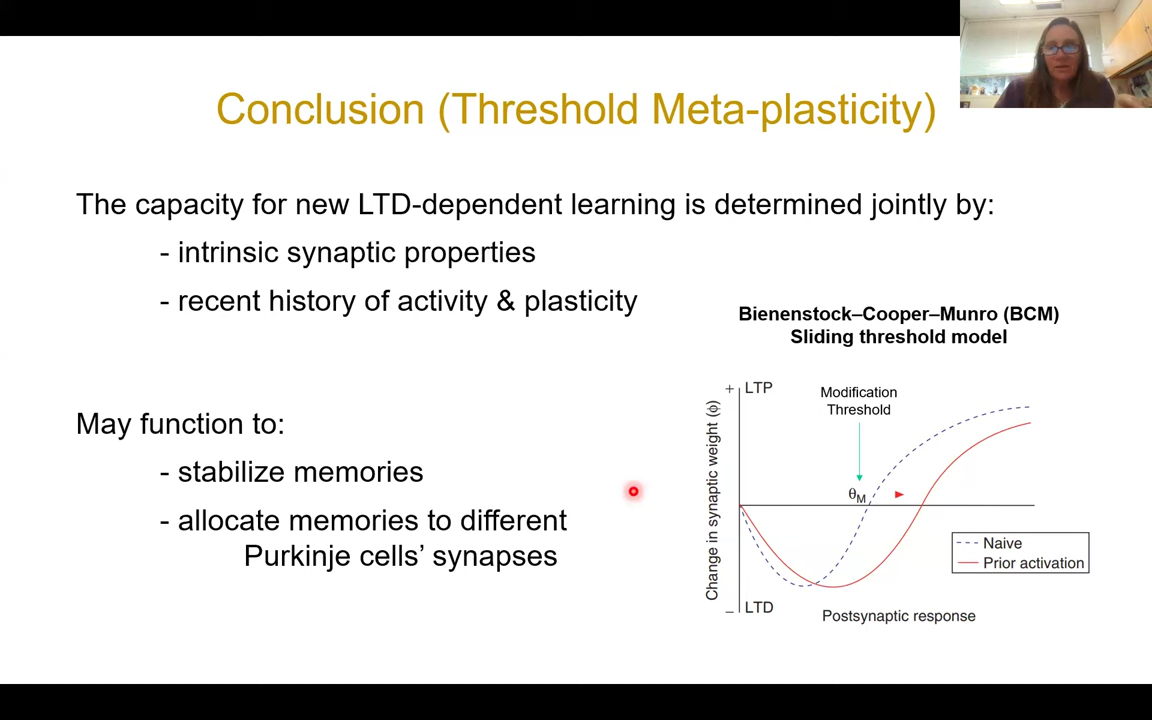 Conclusion (Threshold Meta-plasticity)
The capacity for new LTD-dependent learning is determined jointly by:
- intrinsic synaptic properties
- recent history of activity & plasticity
May function to:
- stabilize memories
- allocate memories to different
Purkinje cells’ synapses
Bienenstock–Cooper–Munro (BCM)
Sliding threshold model
+ LTP
Modification
Threshold
Change in synaptic weight (ϕ)
θM
Naive
Prior activation
– LTD
Postsynaptic response